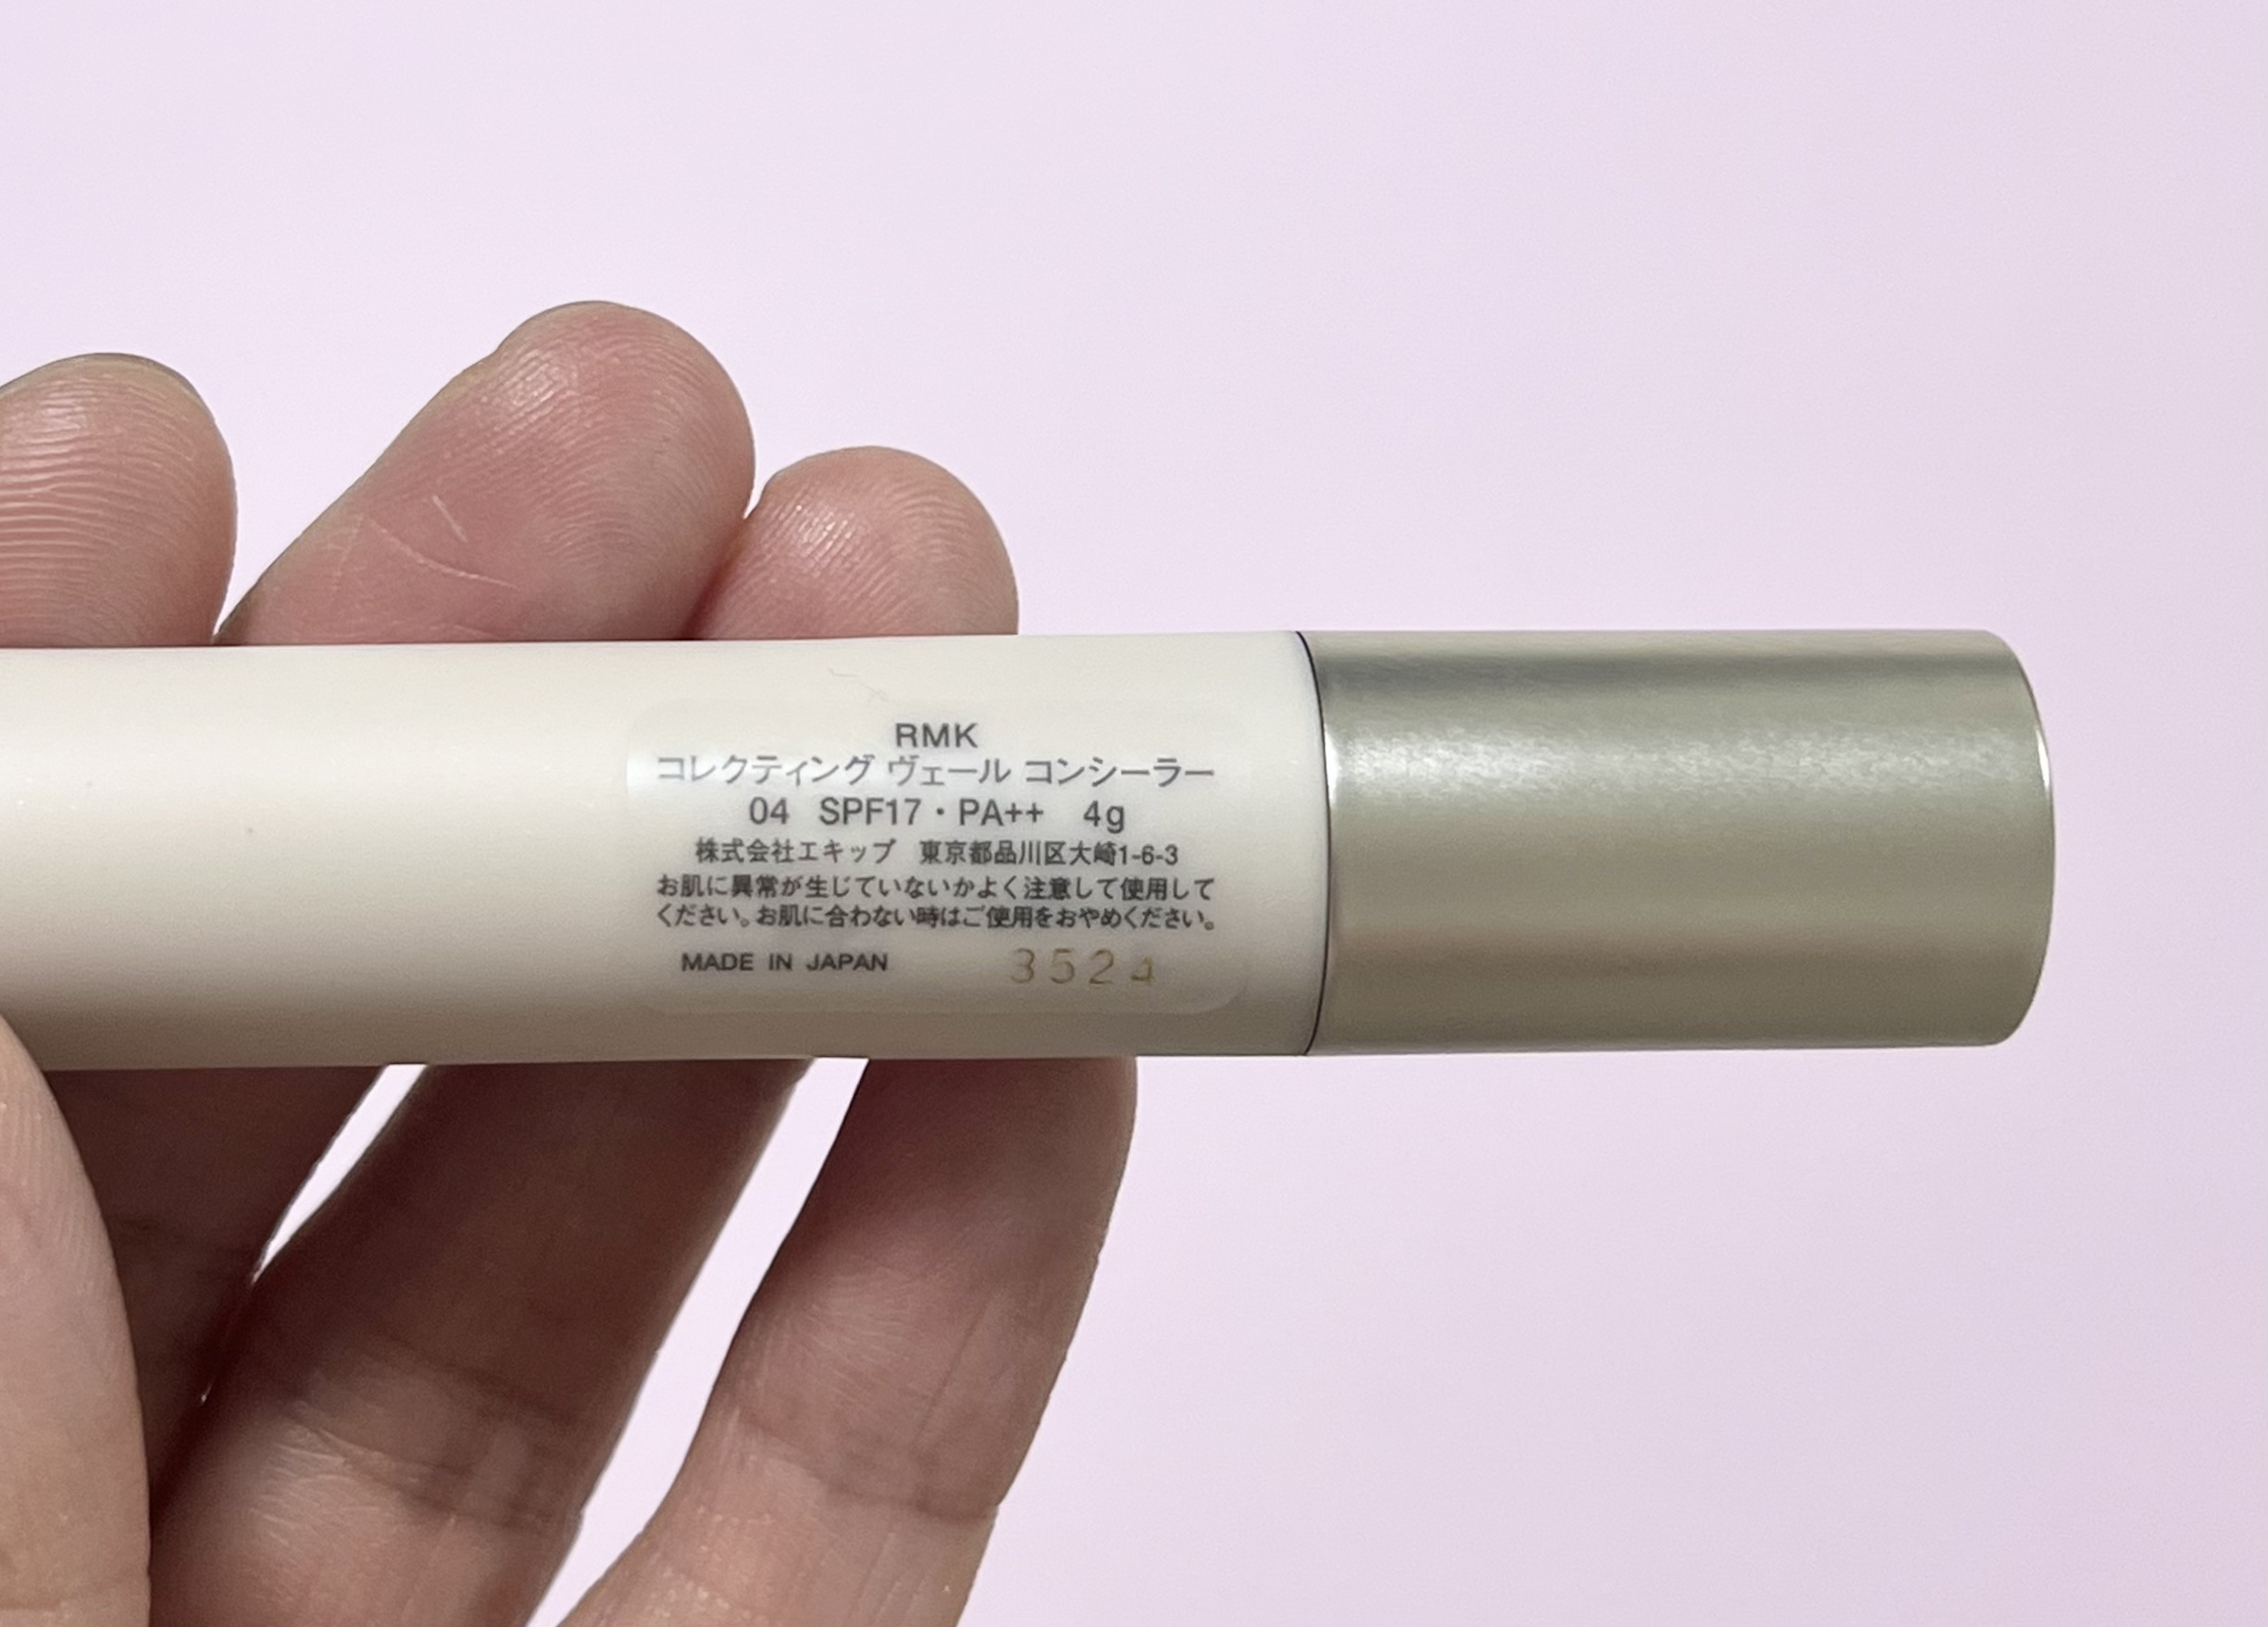 RMK
コレクティング ヴェール コンシーラー
04 SPF17・PA++ 4g
株式会社エキップ 東京都品川区大崎1-6-3
お肌に異常が生じていないかよく注意して使用して
ください。お肌に合わない時はご使用をおやめください。
MADE IN JAPAN 3524